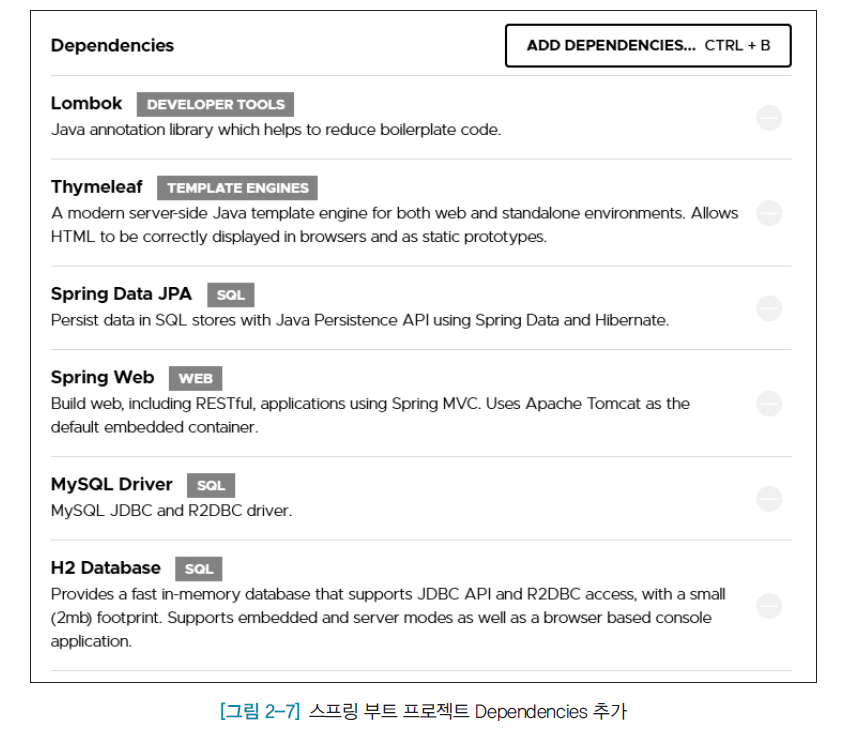 Dependencies
ADD DEPENDENCIES... CTRL + B
Lombok DEVELOPER TOOLS
Java annotation library which helps to reduce boilerplate code.
Thymeleaf TEMPLATE ENGINES
A modern server-side Java template engine for both web and standalone environments. Allows
HTML to be correctly displayed in browsers and as static prototypes.
Spring Data JPA SQL
Persist data in SQL stores with Java Persistence API using Spring Data and Hibernate.
Spring Web WEB
Build web, including RESTful, applications using Spring MVC. Uses Apache Tomcat as the
default embedded container.
MySQL Driver SQL
MySQL JDBC and R2DBC driver.
H2 Database SQL
Provides a fast in-memory database that supports JDBC API and R2DBC access, with a small
(2mb) footprint. Supports embedded and server modes as well as a browser based console
application.
[그림 2-7] 스프링 부트 프로젝트 Dependencies 추가